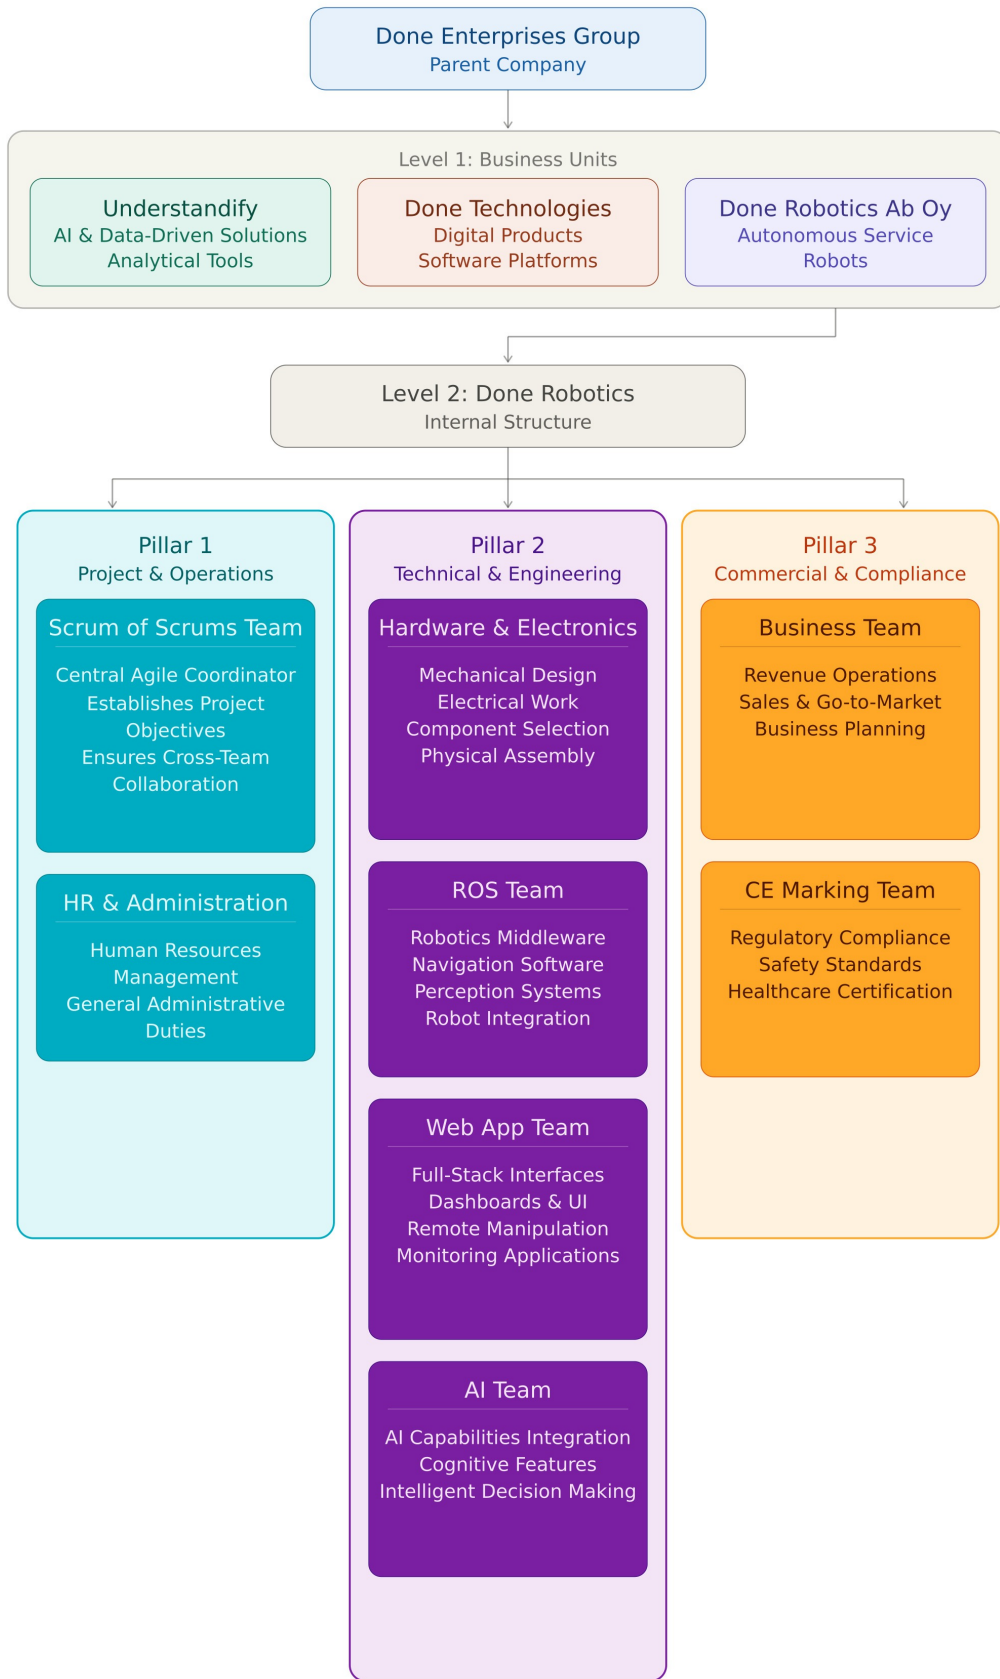 Done Enterprises Group
Parent Company
Level 1: Business Units
Understandify
AI & Data-Driven Solutions
Analytical Tools
Done Technologies
Digital Products
Software Platforms
Done Robotics Ab Oy
Autonomous Service
Robots
Level 2: Done Robotics
Internal Structure
Pillar 1
Project & Operations
Scrum of Scrums Team
Central Agile Coordinator
Establishes Project
Objectives
Ensures Cross-Team
Collaboration
HR & Administration
Human Resources
Management
General Administrative
Duties
Pillar 2
Technical & Engineering
Hardware & Electronics
Mechanical Design
Electrical Work
Component Selection
Physical Assembly
ROS Team
Robotics Middleware
Navigation Software
Perception Systems
Robot Integration
Web App Team
Full-Stack Interfaces
Dashboards & UI
Remote Manipulation
Monitoring Applications
AI Team
AI Capabilities Integration
Cognitive Features
Intelligent Decision Making
Pillar 3
Commercial & Compliance
Business Team
Revenue Operations
Sales & Go-to-Market
Business Planning
CE Marking Team
Regulatory Compliance
Safety Standards
Healthcare Certification